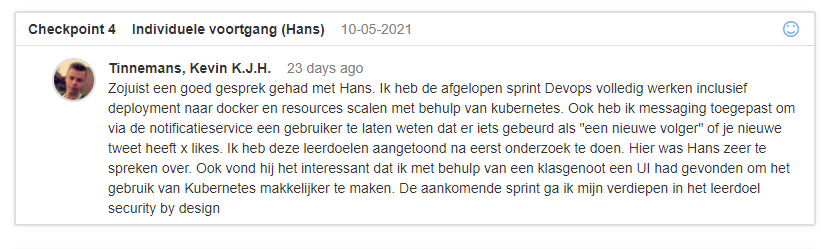 Checkpoint 4 Individuele voortgang (Hans) 10-05-2021
Tinnemans, Kevin K.J.H. 23 days ago
Zojuist een goed gesprek gehad met Hans. Ik heb de afgelopen sprint Devops volledig werken inclusief
deployment naar docker en resources scalen met behulp van kubernetes. Ook heb ik messaging toegepast om
via de notificatieservice een gebruiker te laten weten dat er iets gebeurd als "een nieuwe volger" of je nieuwe
tweet heeft x likes. Ik heb deze leerdoelen aangetoond na eerst onderzoek te doen. Hier was Hans zeer te
spreken over. Ook vond hij het interessant dat ik met behulp van een klasgenoot een UI had gevonden om het
gebruik van Kubernetes makkelijker te maken. De aankomende sprint ga ik mijn verdiepen in het leerdoel
security by design